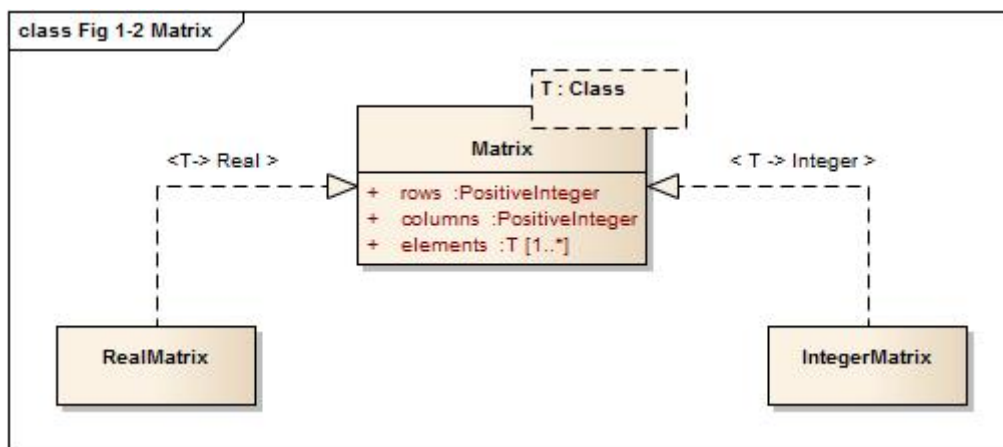 class Fig 1-2 Matrix
T : Class
Matrix
<T-> Real >
< T -> Integer >
+ rows :PositiveInteger
+ columns :PositiveInteger
+ elements :T [1..*]
RealMatrix
IntegerMatrix